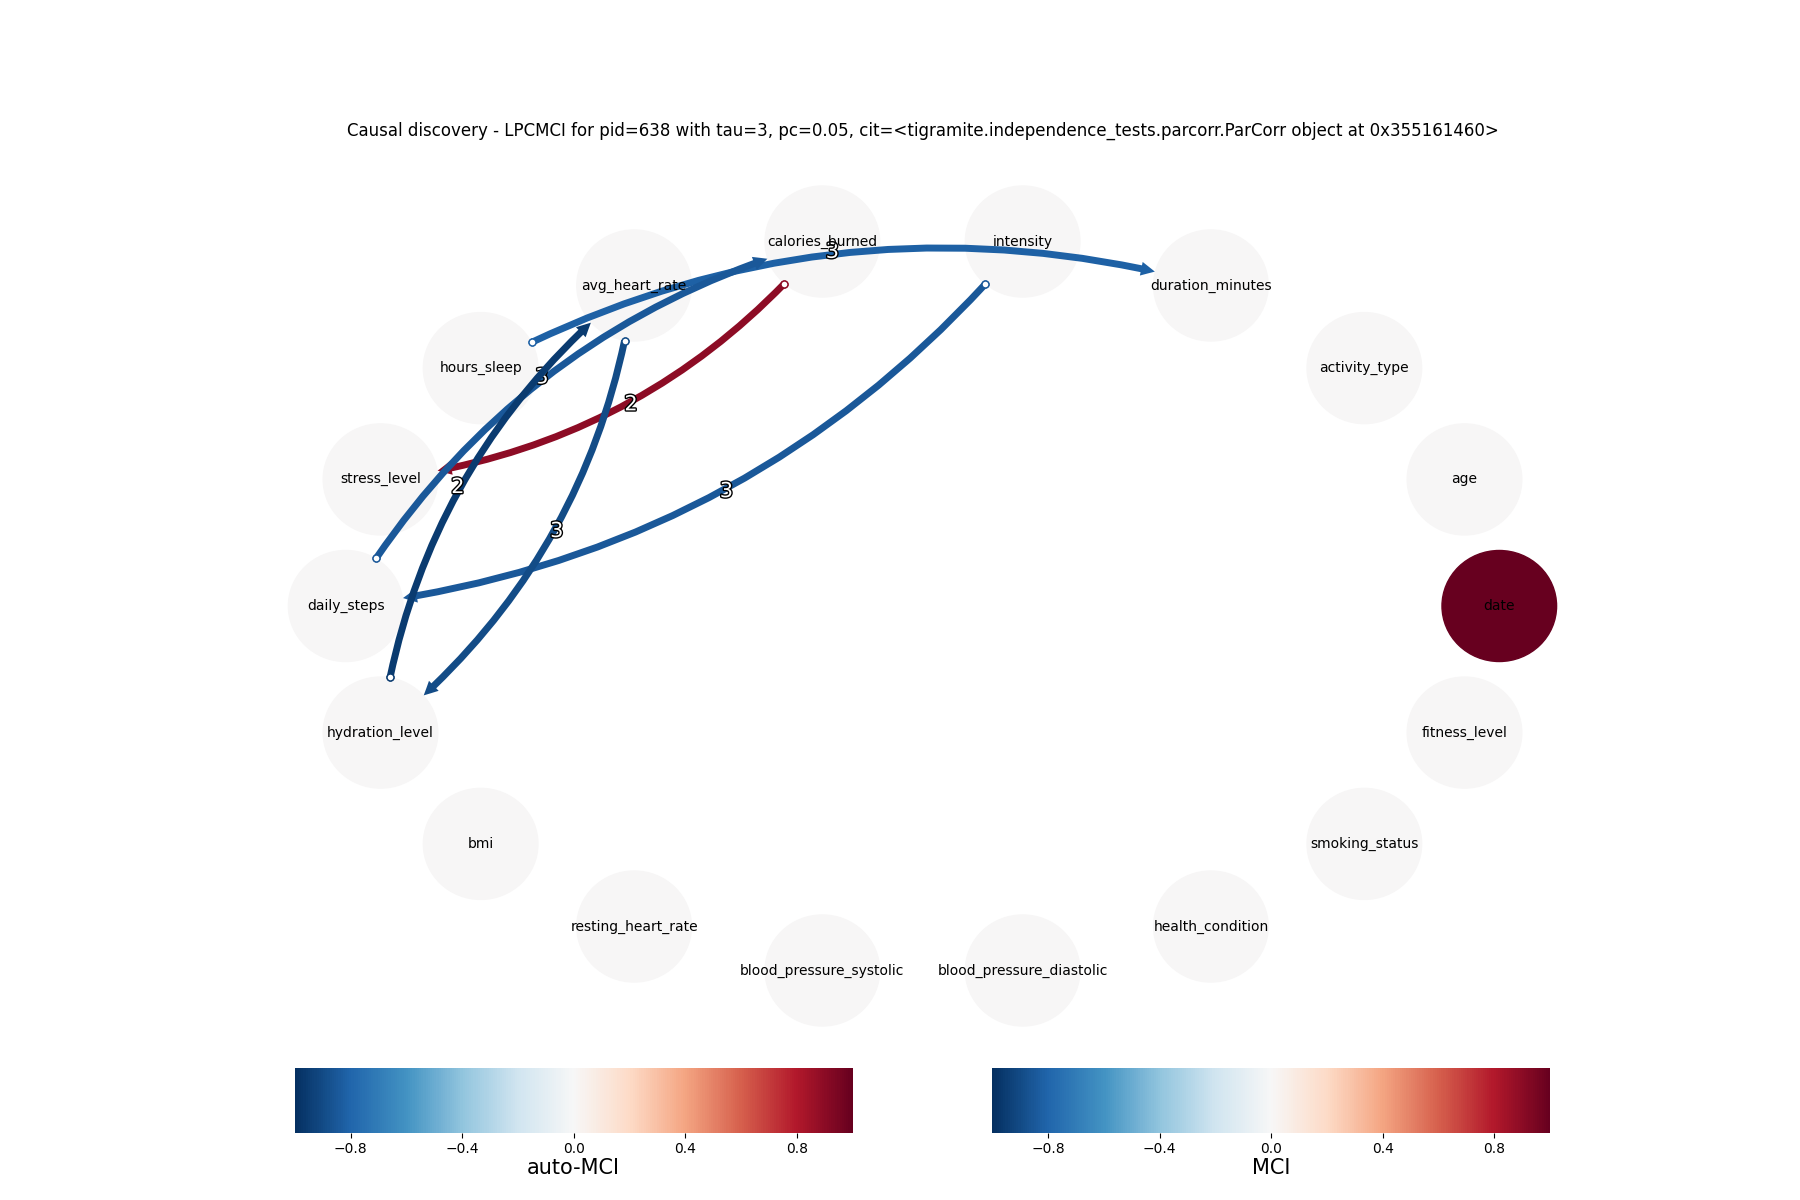 Causal discovery - LPCMCI for pid=638 with tau=3, pc=0.05, cit=<tigramite.independence_tests.parcorr.ParCorr object at 0x355161460>
calories_burned
intensity
3
avg_heart_rate
duration_minutes
hours_sleep
activity_type
3
2
stress_level
age
2
3
3
daily_steps
date
hydration_level
fitness_level
bmi
smoking_status
resting_heart_rate
health_condition
blood_pressure_systolic
blood_pressure_diastolic
−0.8
−0.4
0.0
0.4
0.8
auto-MCI
−0.8
−0.4
0.0
0.4
0.8
MCI